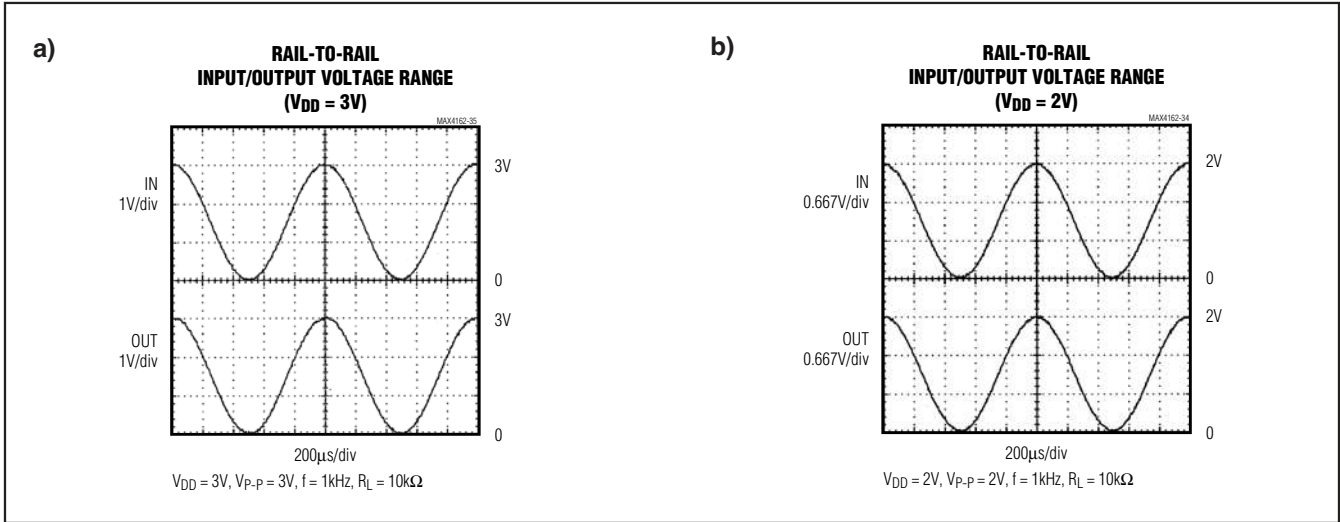 a)
RAIL-TO-RAIL
INPUT/OUTPUT VOLTAGE RANGE
(VDD = 3V)
MAX4162-35
IN
1V/div
3V
0
OUT
1V/div
3V
0
200µs/div
VDD = 3V, VP-P = 3V, f = 1kHz, RL = 10kΩ
b)
RAIL-TO-RAIL
INPUT/OUTPUT VOLTAGE RANGE
(VDD = 2V)
MAX4162-34
IN
0.667V/div
2V
0
OUT
0.667V/div
2V
0
200µs/div
VDD = 2V, VP-P = 2V, f = 1kHz, RL = 10kΩ